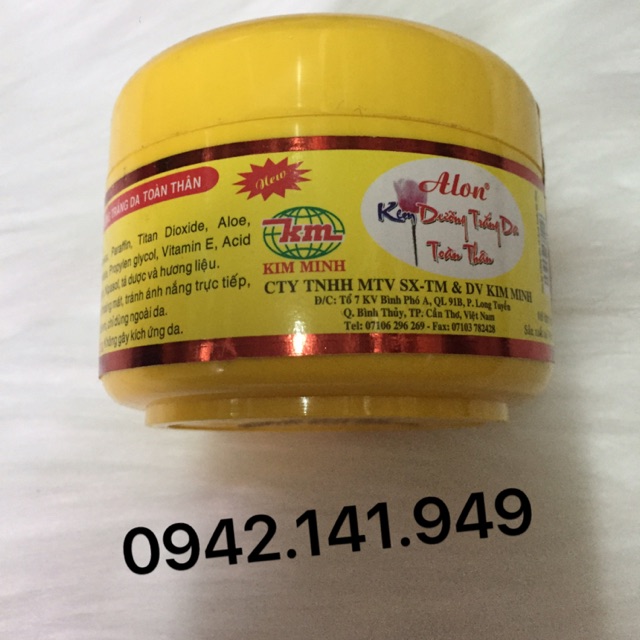 TRẮNG DA TOÀN THÂN
New
Paraffin, Titan Dioxide, Aloe,
Propylen glycol, Vitamin E, Acid
tá dược và hương liệu.
mát, tránh ánh nắng trực tiếp,
chỉ dùng ngoài da.
gây kích ứng da.
km
KIM MINH
Alon®
Kem Dưỡng Trắng Da
Toàn Thân
CTY TNHH MTV SX-TM & DV KIM MINH
Đ/C: Tổ 7 KV Bình Phó A, QL 91B, P. Long Tuyền
Q. Bình Thủy, TP. Cần Thơ, Việt Nam
Tel: 07106 296 269 - Fax: 07103 782428
0942.141.949